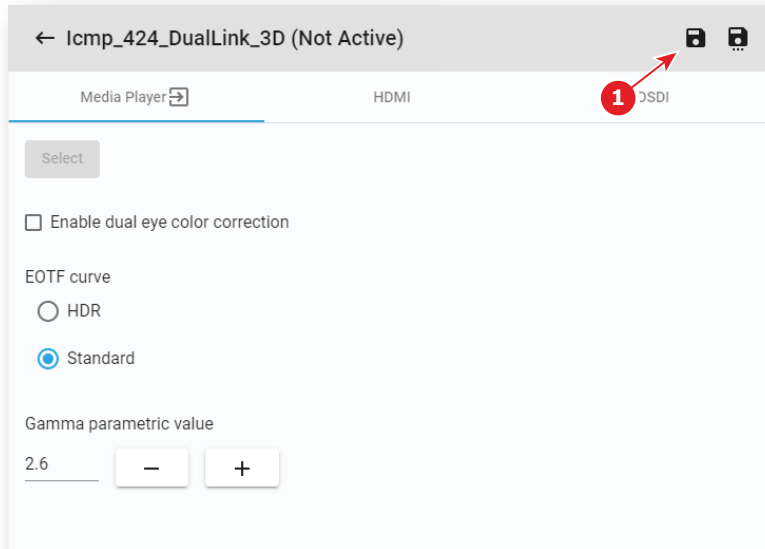 Icmp_424_DualLink_3D (Not Active)
Media Player HDMI
1
Select
Enable dual eye color correction
EOTF curve
HDR
Standard
Gamma parametric value
2.6
− +